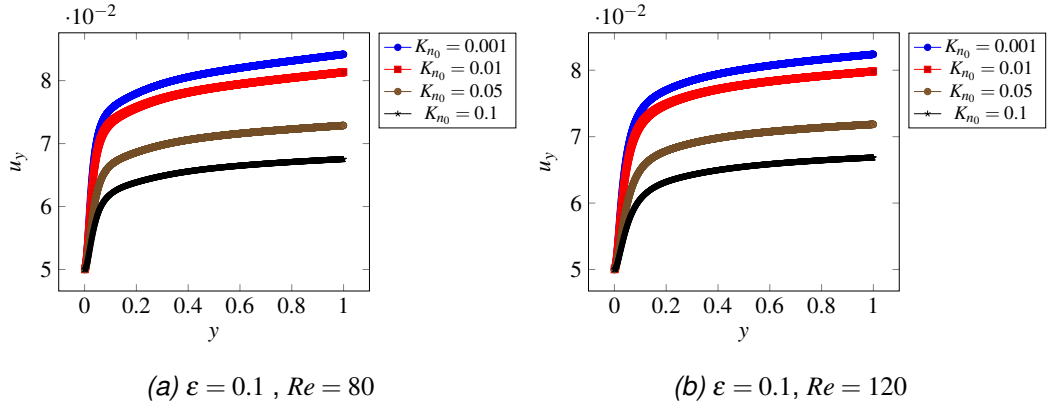 ·10⁻²
8
7
6
5
0
0.2
0.4
0.6
0.8
1
y
u_y
K_{n_0} = 0.001
K_{n_0} = 0.01
K_{n_0} = 0.05
K_{n_0} = 0.1
(a) ε = 0.1 , Re = 80
·10⁻²
8
7
6
5
0
0.2
0.4
0.6
0.8
1
y
u_y
K_{n_0} = 0.001
K_{n_0} = 0.01
K_{n_0} = 0.05
K_{n_0} = 0.1
(b) ε = 0.1, Re = 120